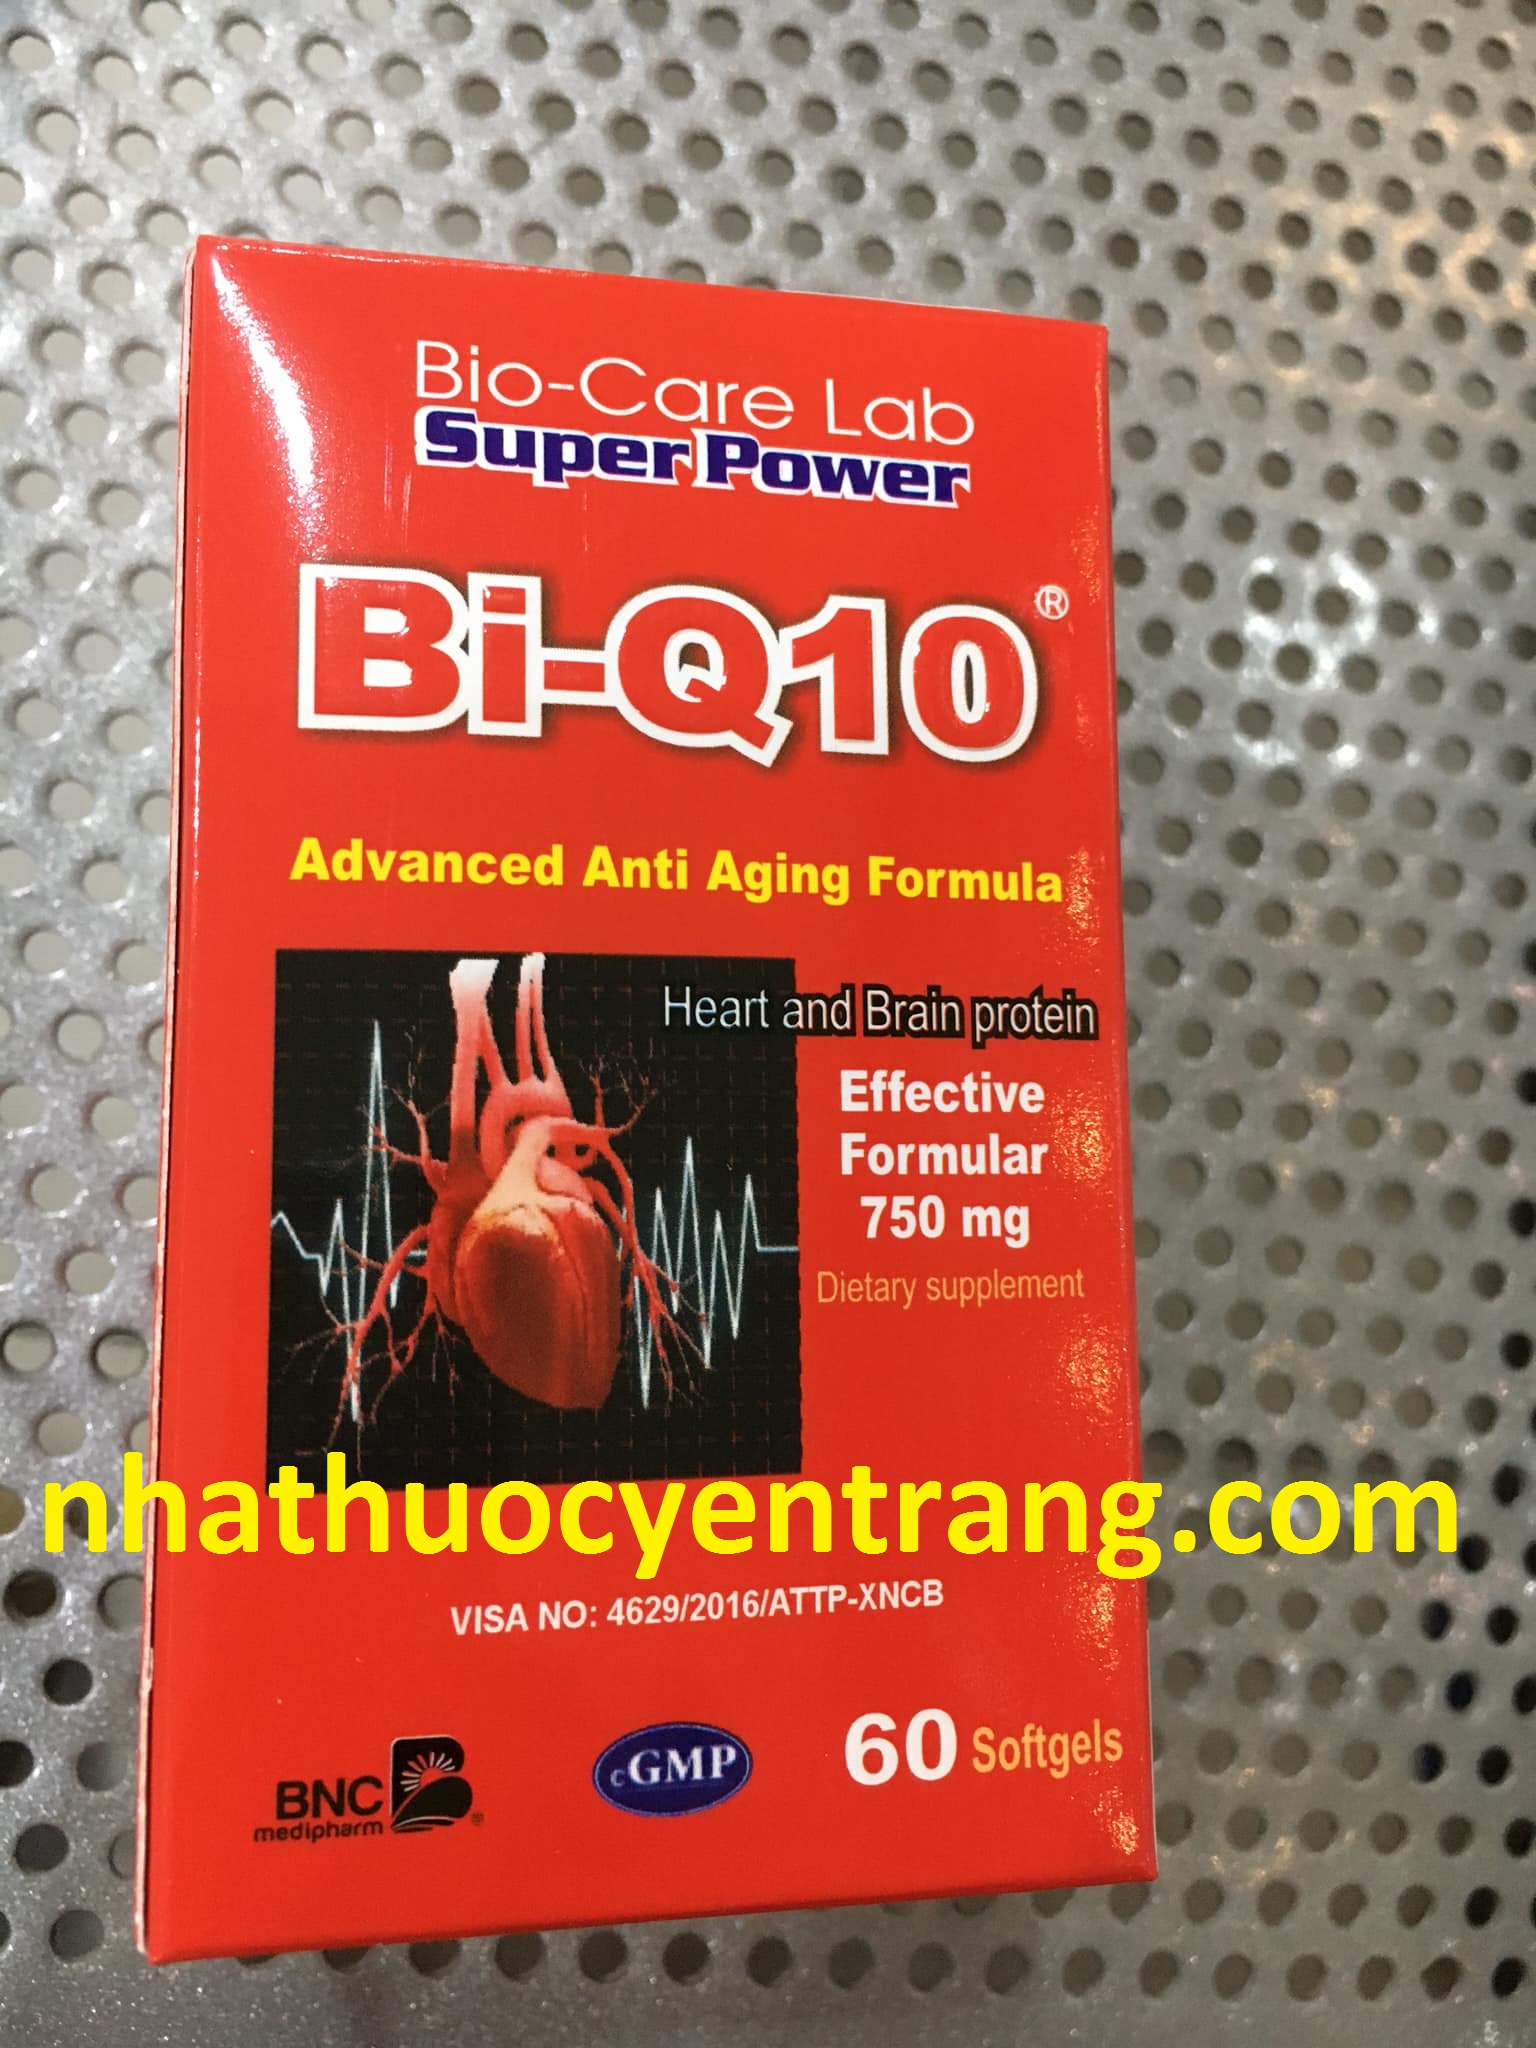 Bio-Care Lab
Super Power
Bi-Q10®
Advanced Anti Aging Formula
Heart and Brain protein
Effective
Formular
750 mg
Dietary supplement
nhathuocyentrang.com
VISA NO: 4629/2016/ATTP-XNCB
BNC
medipharm
®
cGMP
60 Softgels